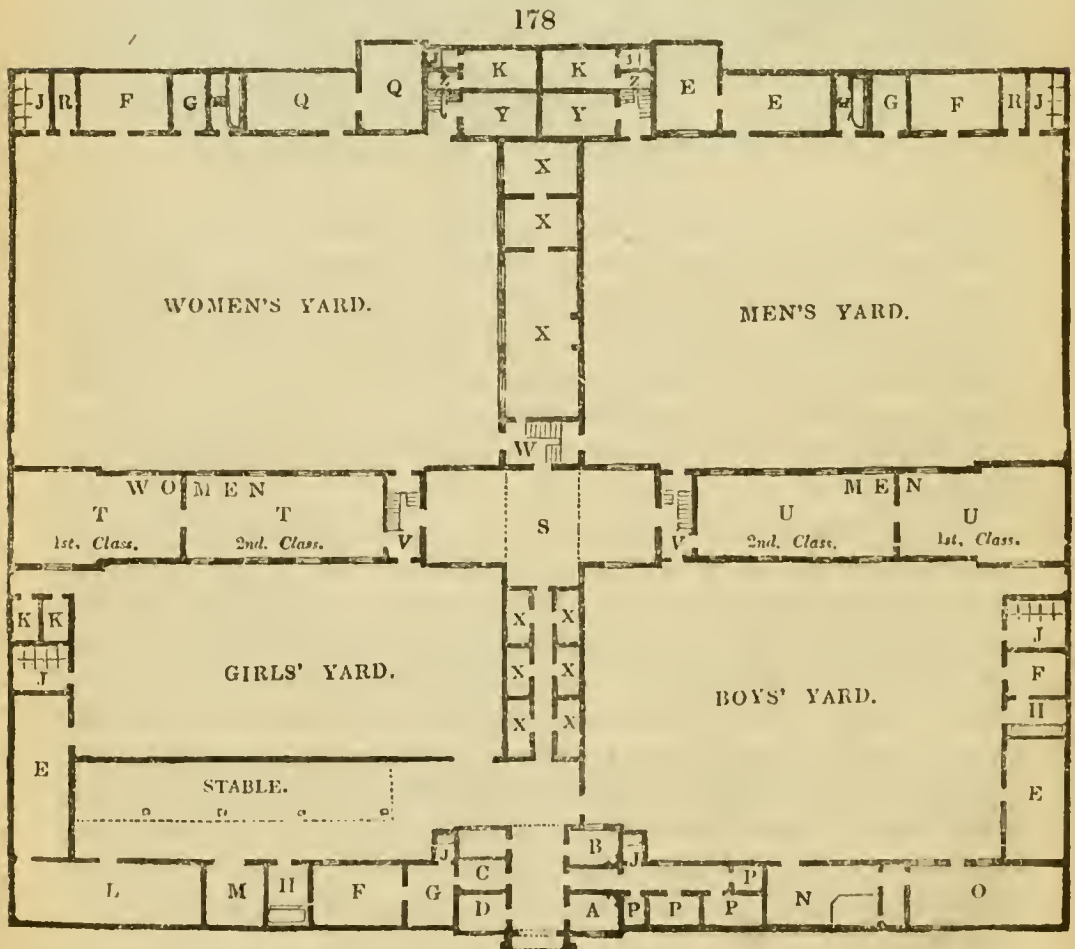 178
J R F G H Q Q J Z K K J Z E E H G F R J
Y Y
X
X
WOMEN'S YARD. X MEN'S YARD.
W
WOMEN MEN
T T S U U
1st. Class. 2nd. Class. V V 2nd. Class. 1st. Class.
K K X X J
J GIRLS' YARD. X X BOYS' YARD. F
X X H
E STABLE. E
J B J
L M H F G C P N O
D A P P P